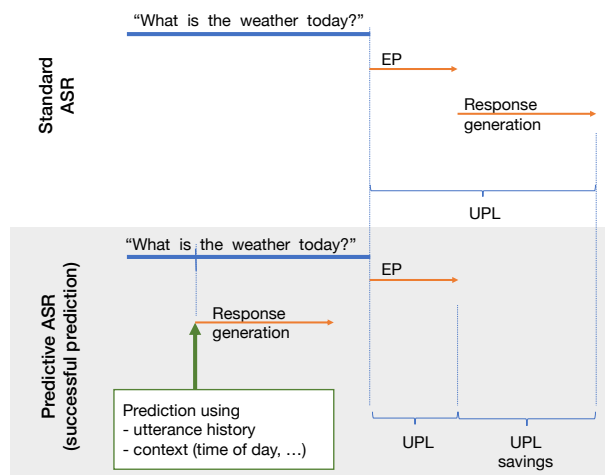 “What is the weather today?”
EP
Standard
ASR
Response
generation
UPL
“What is the weather today?”
EP
Predictive ASR
(successful prediction)
Response
generation
Prediction using
- utterance history
- context (time of day, ...)
UPL
UPL
savings